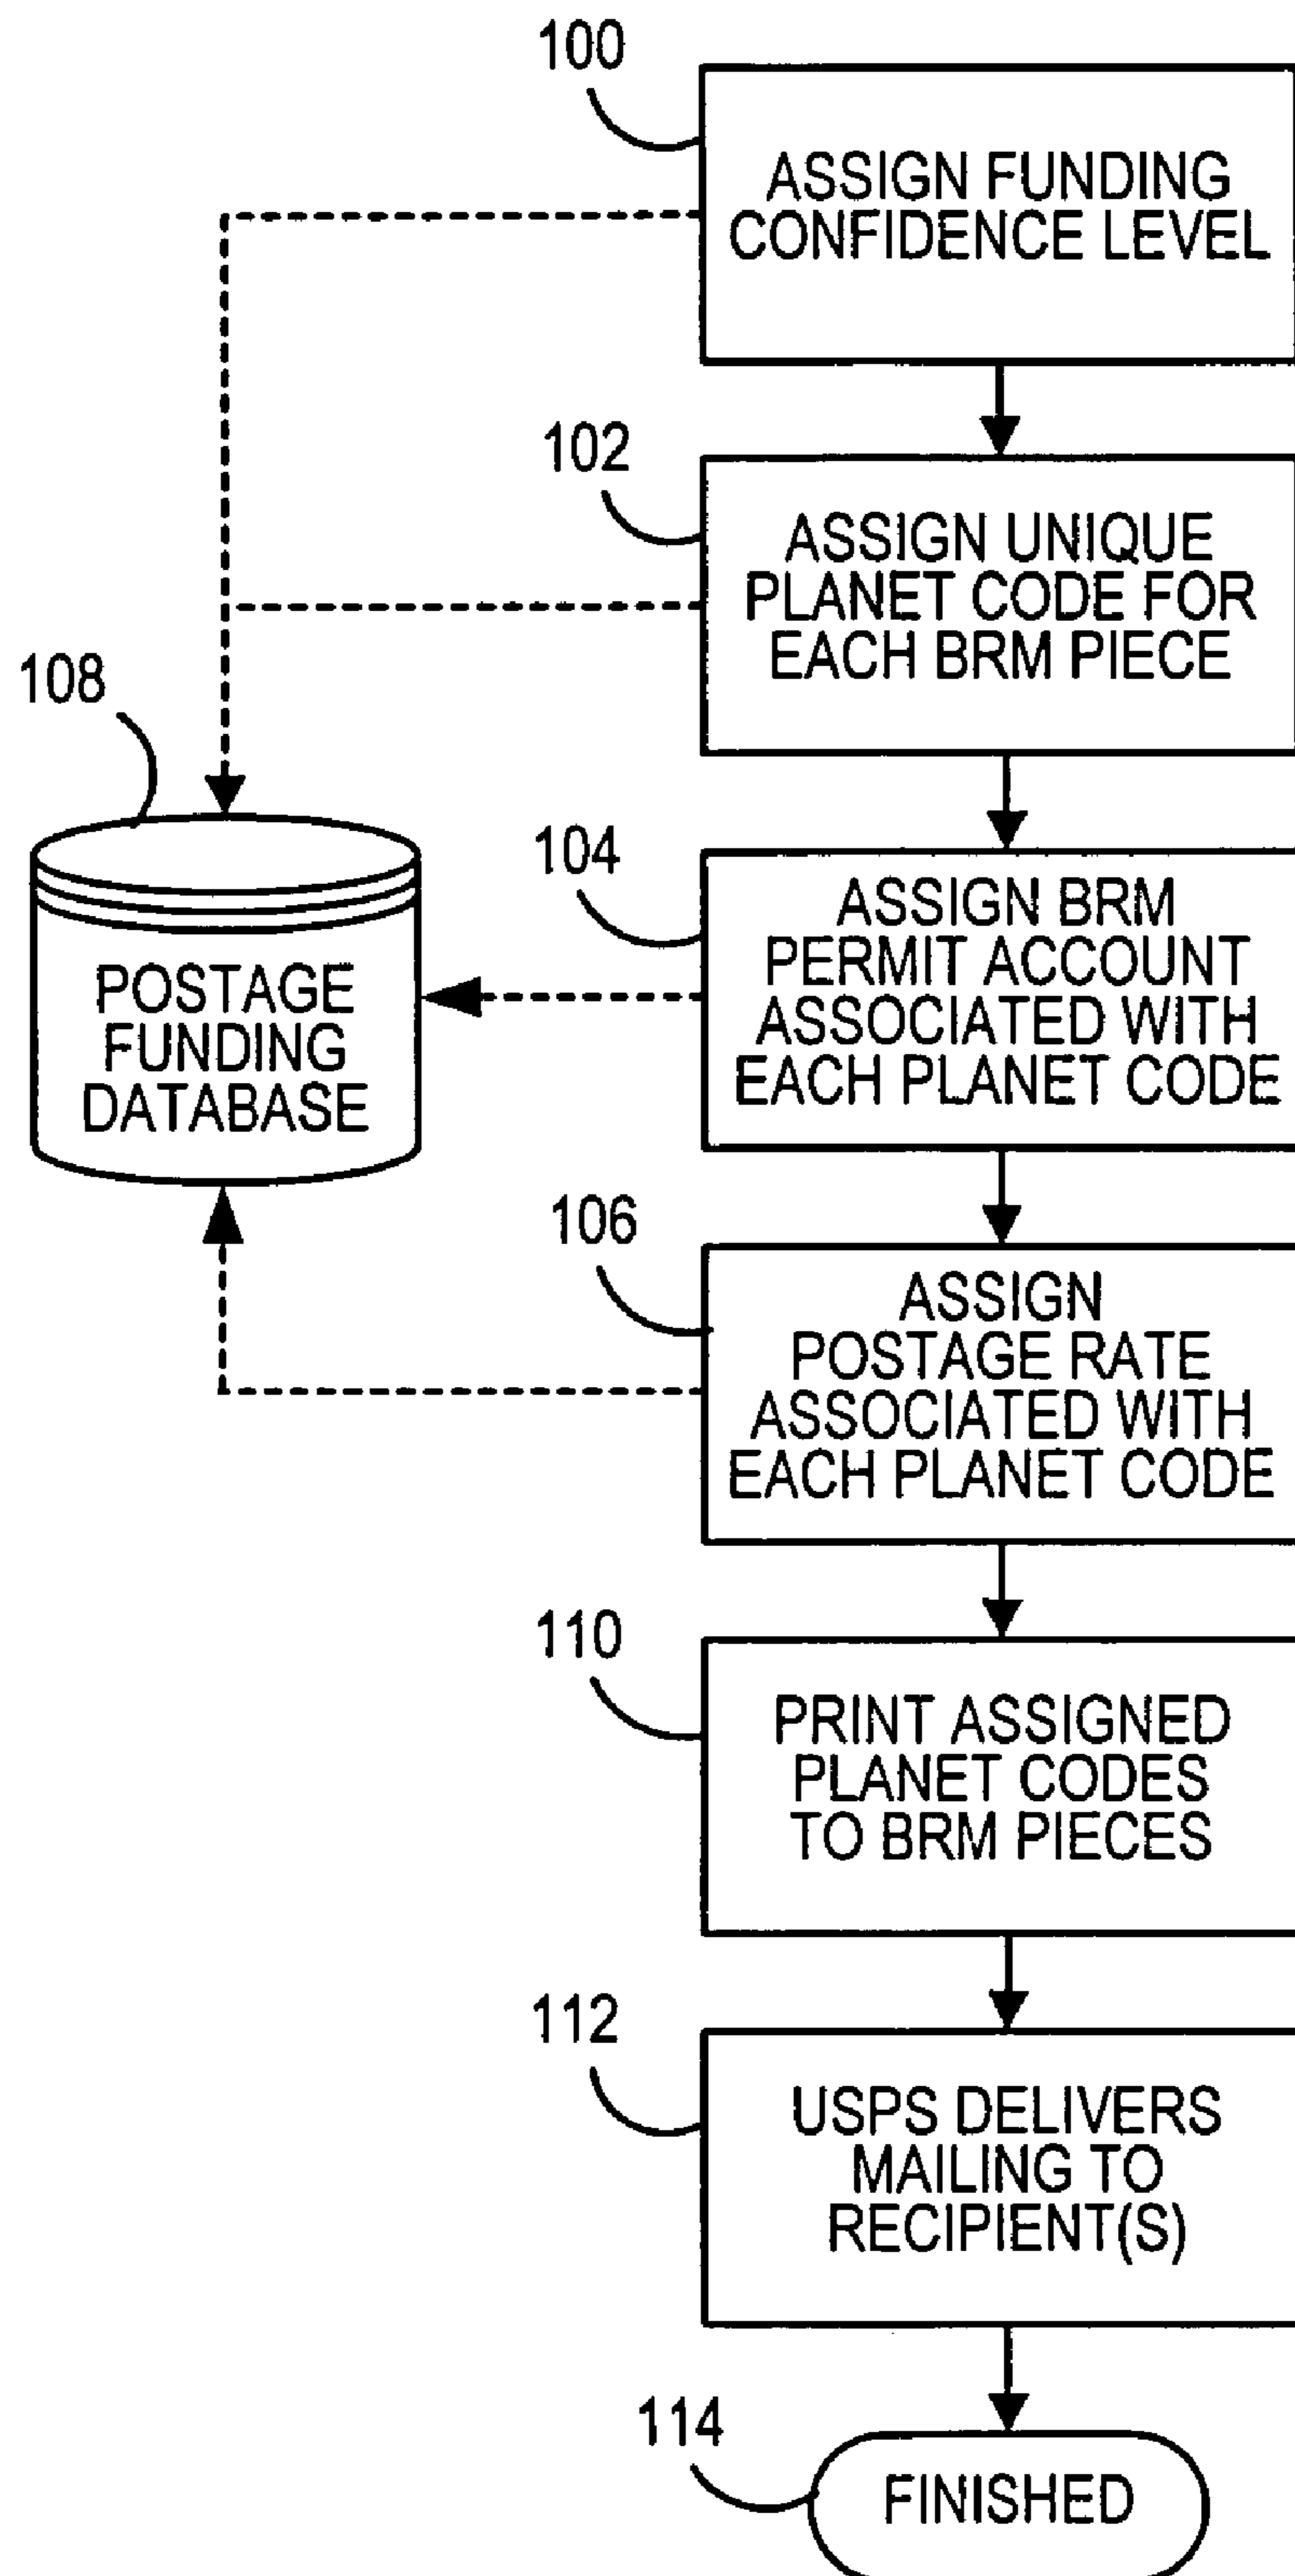 100
ASSIGN FUNDING
CONFIDENCE LEVEL
102
ASSIGN UNIQUE
PLANET CODE FOR
EACH BRM PIECE
108
POSTAGE
FUNDING
DATABASE
104
ASSIGN BRM
PERMIT ACCOUNT
ASSOCIATED WITH
EACH PLANET CODE
106
ASSIGN
POSTAGE RATE
ASSOCIATED WITH
EACH PLANET CODE
110
PRINT ASSIGNED
PLANET CODES
TO BRM PIECES
112
USPS DELIVERS
MAILING TO
RECIPIENT(S)
114
FINISHED